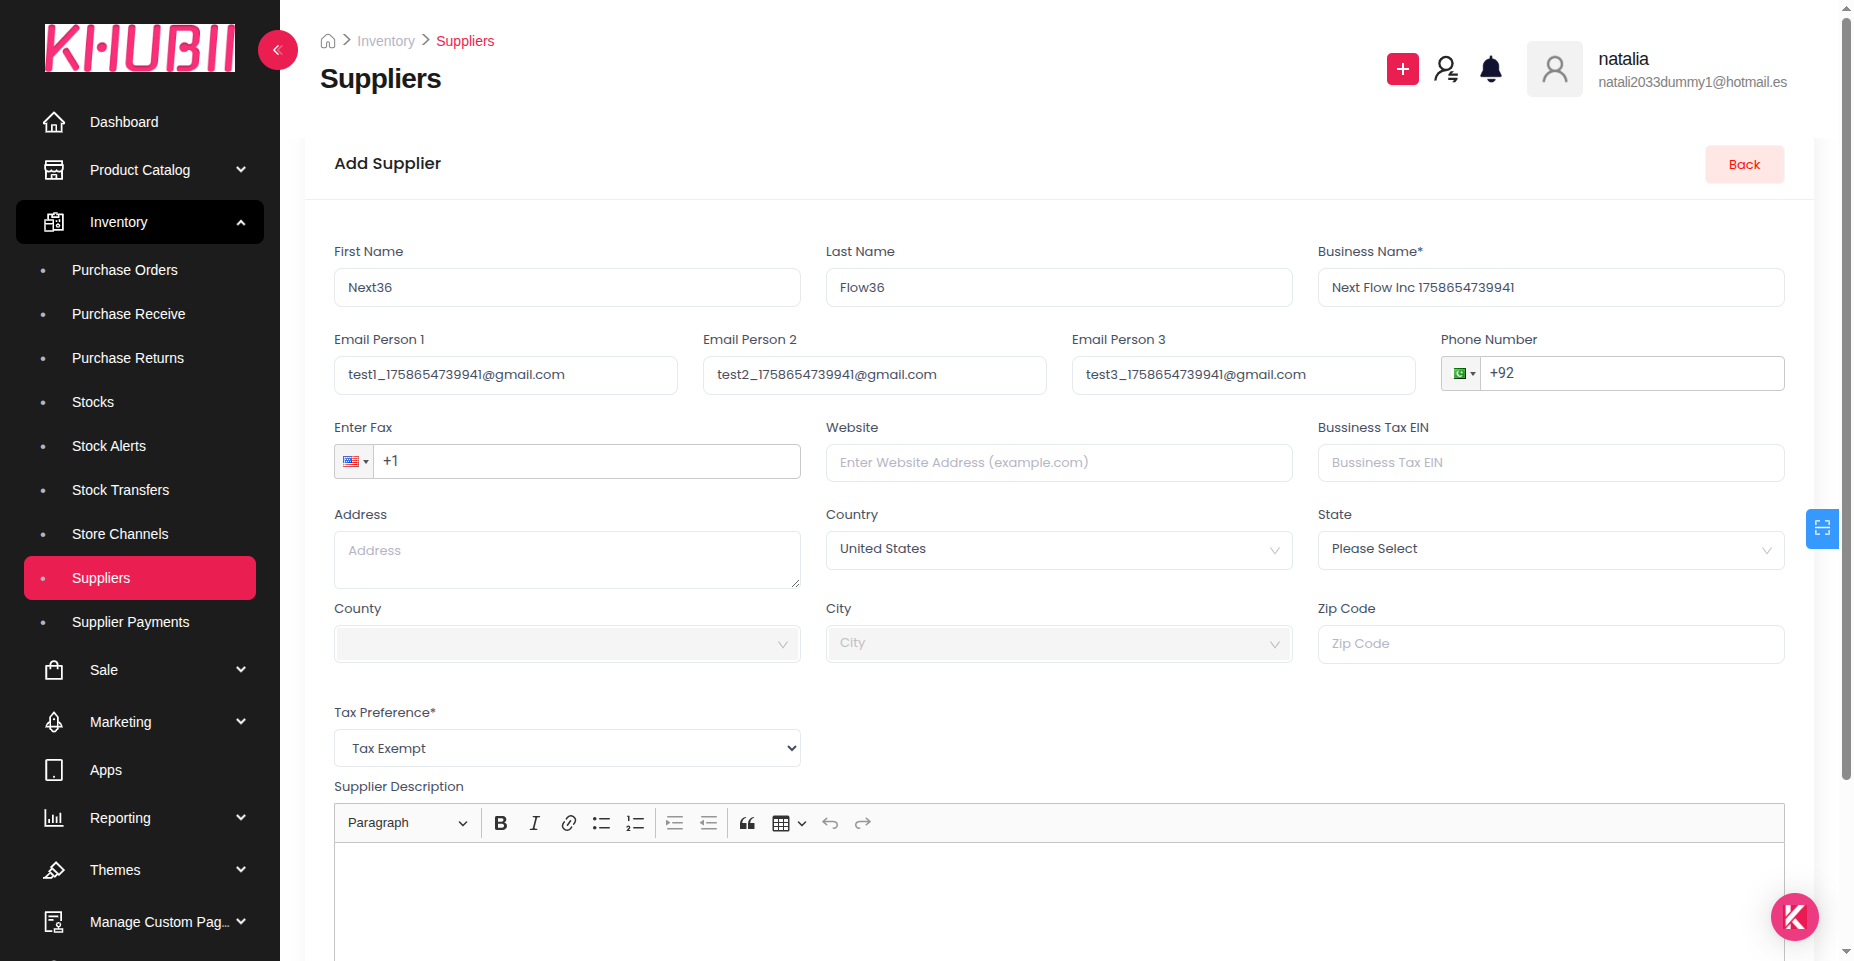 KHUBII
Dashboard
Product Catalog
Inventory
Purchase Orders
Purchase Receive
Purchase Returns
Stocks
Stock Alerts
Stock Transfers
Store Channels
Suppliers
Supplier Payments
Sale
Marketing
Apps
Reporting
Themes
Manage Custom Pag...
Inventory
Suppliers
Suppliers
natalia
natali2033dummy1@hotmail.es
Add Supplier
Back
First Name
Last Name
Business Name*
Next36
Flow36
Next Flow Inc 1758654739941
Email Person 1
Email Person 2
Email Person 3
Phone Number
test1_1758654739941@gmail.com
test2_1758654739941@gmail.com
test3_1758654739941@gmail.com
+92
Enter Fax
Website
Bussiness Tax EIN
+1
Enter Website Address (example.com)
Bussiness Tax EIN
Address
Country
State
Address
United States
Please Select
County
City
Zip Code
City
Zip Code
Tax Preference*
Tax Exempt
Supplier Description
Paragraph